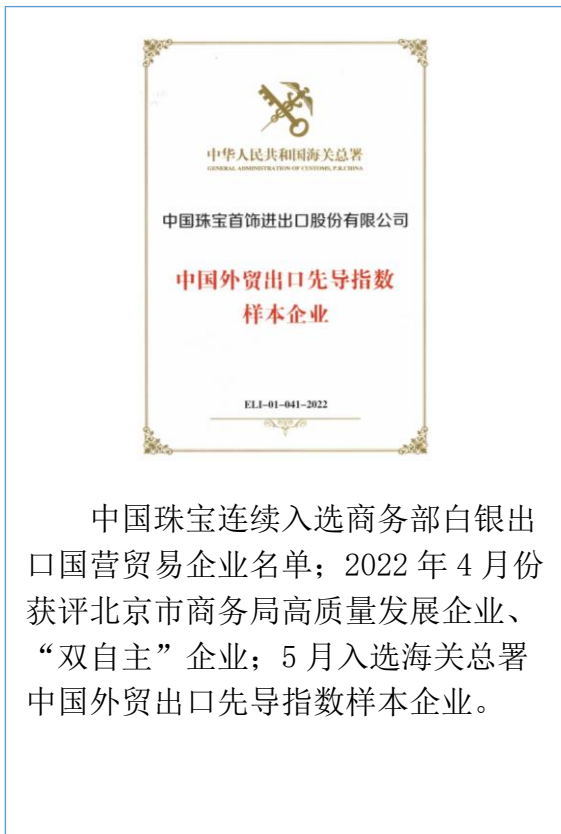 中华人民共和国海关总署
GENERAL ADMINISTRATION OF CUSTOMS, P.R.CHINA
中国珠宝首饰进出口股份有限公司
中国外贸出口先导指数
样本企业
ELI-01-041-2022
中国珠宝连续入选商务部白银出
口国营贸易企业名单；2022 年 4 月份
获评北京市商务局高质量发展企业、
“双自主”企业；5 月入选海关总署
中国外贸出口先导指数样本企业。